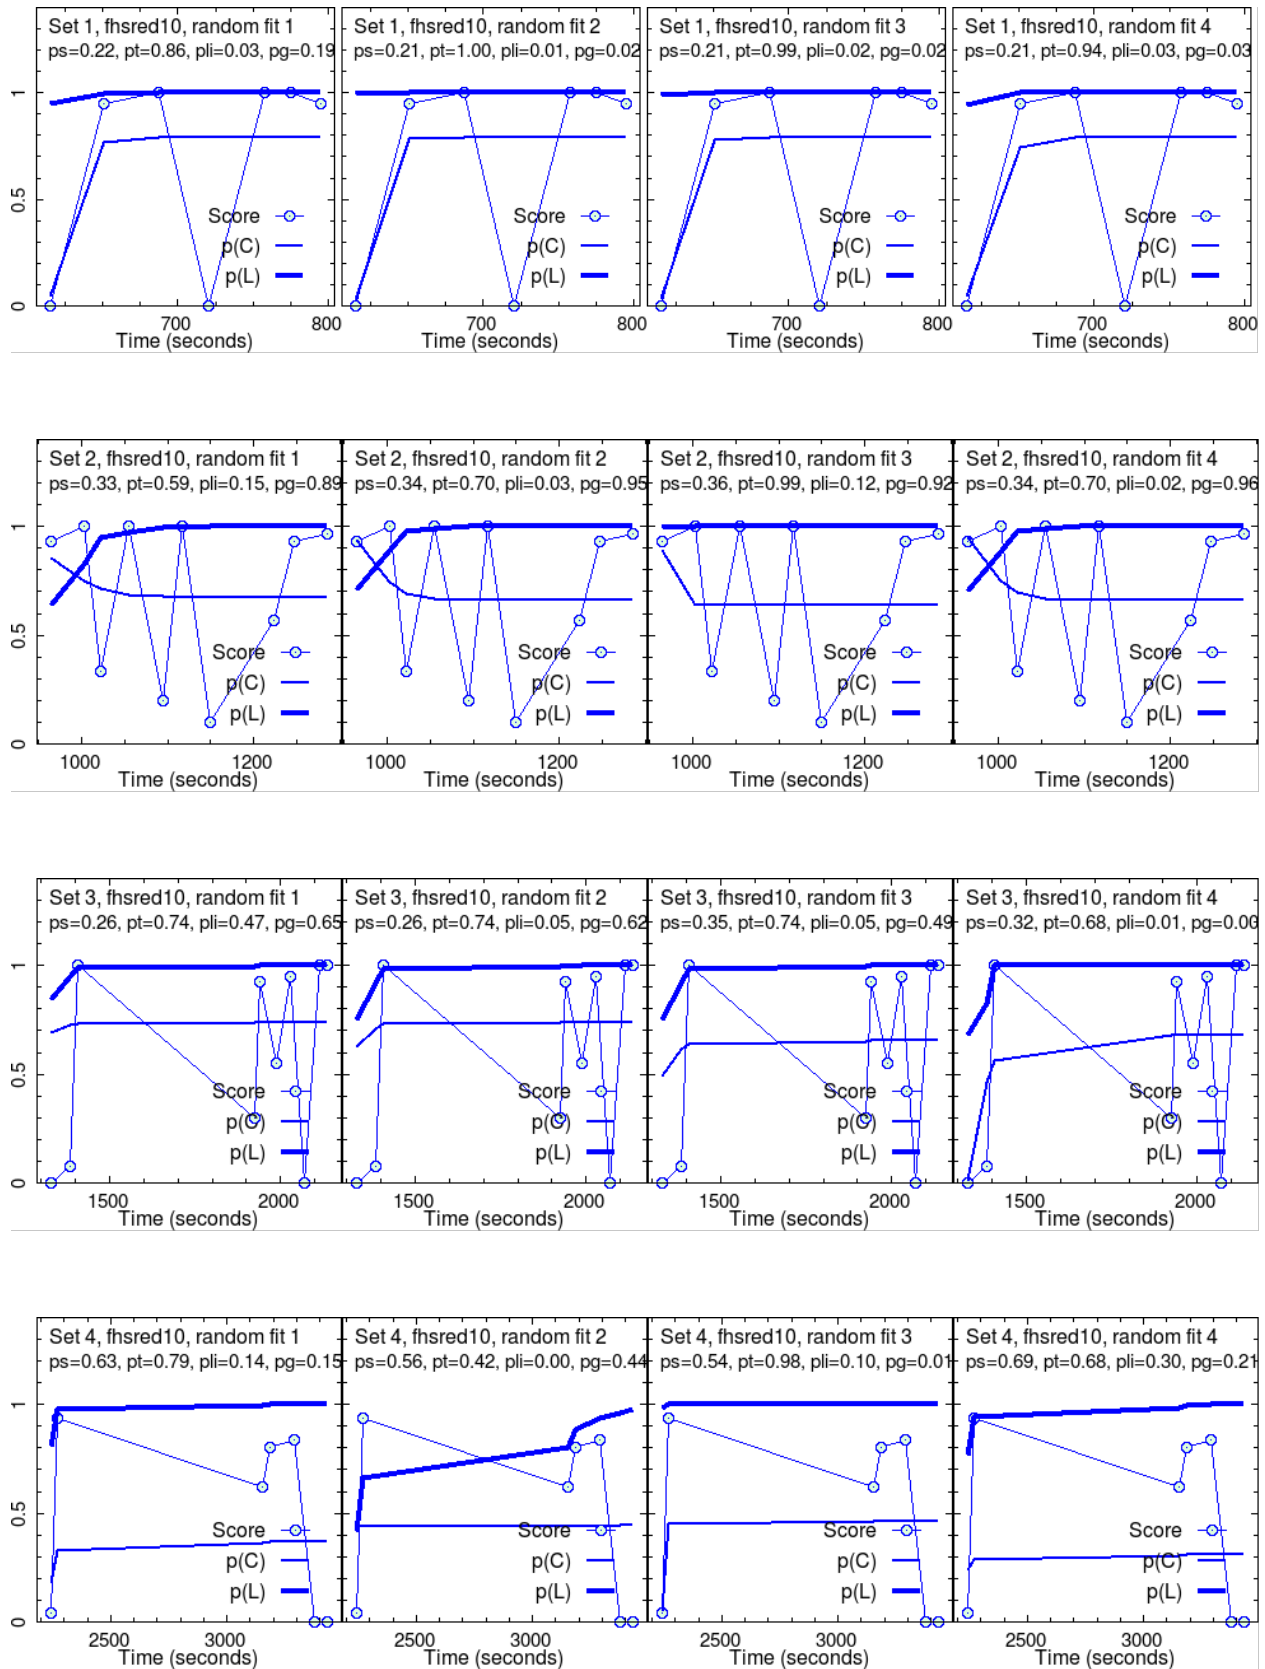 Set 1, fhsred10, random fit 1 Set 1, fhsred10, random fit 2 Set 1, fhsred10, random fit 3 Set 1, fhsred10, random fit 4
ps=0.22, pt=0.86, pli=0.03, pg=0.19 ps=0.21, pt=1.00, pli=0.01, pg=0.02 ps=0.21, pt=0.99, pli=0.02, pg=0.02 ps=0.21, pt=0.94, pli=0.03, pg=0.03
1
0.5
Score Score Score Score
p(C) p(C) p(C) p(C)
p(L) p(L) p(L) p(L)
0
700 800 700 800 700 800 700 800
Time (seconds) Time (seconds) Time (seconds) Time (seconds)
Set 2, fhsred10, random fit 1 Set 2, fhsred10, random fit 2 Set 2, fhsred10, random fit 3 Set 2, fhsred10, random fit 4
ps=0.33, pt=0.59, pli=0.15, pg=0.89 ps=0.34, pt=0.70, pli=0.03, pg=0.95 ps=0.36, pt=0.99, pli=0.12, pg=0.92 ps=0.34, pt=0.70, pli=0.02, pg=0.96
1
0.5
Score Score Score Score
p(C) p(C) p(C) p(C)
p(L) p(L) p(L) p(L)
0
1000 1200 1000 1200 1000 1200 1000 1200
Time (seconds) Time (seconds) Time (seconds) Time (seconds)
Set 3, fhsred10, random fit 1 Set 3, fhsred10, random fit 2 Set 3, fhsred10, random fit 3 Set 3, fhsred10, random fit 4
ps=0.26, pt=0.74, pli=0.47, pg=0.65 ps=0.26, pt=0.74, pli=0.05, pg=0.62 ps=0.35, pt=0.74, pli=0.05, pg=0.49 ps=0.32, pt=0.68, pli=0.01, pg=0.00
1
0.5
Score Score Score Score
p(C) p(C) p(C) p(C)
p(L) p(L) p(L) p(L)
0
1500 2000 1500 2000 1500 2000 1500 2000
Time (seconds) Time (seconds) Time (seconds) Time (seconds)
Set 4, fhsred10, random fit 1 Set 4, fhsred10, random fit 2 Set 4, fhsred10, random fit 3 Set 4, fhsred10, random fit 4
ps=0.63, pt=0.79, pli=0.14, pg=0.15 ps=0.56, pt=0.42, pli=0.00, pg=0.44 ps=0.54, pt=0.98, pli=0.10, pg=0.01 ps=0.69, pt=0.68, pli=0.30, pg=0.21
1
0.5
Score Score Score Score
p(C) p(C) p(C) p(C)
p(L) p(L) p(L) p(L)
0
2500 3000 2500 3000 2500 3000 2500 3000
Time (seconds) Time (seconds) Time (seconds) Time (seconds)